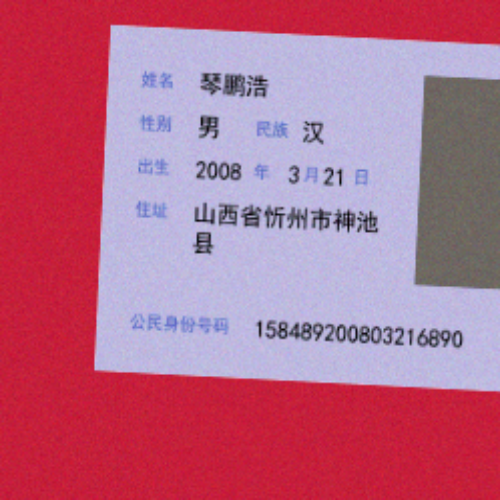 姓名 琴鹏浩
性别 男 民族 汉
出生 2008 年 3 月 21 日
住址 山西省忻州市神池
县
公民身份号码 158489200803216890